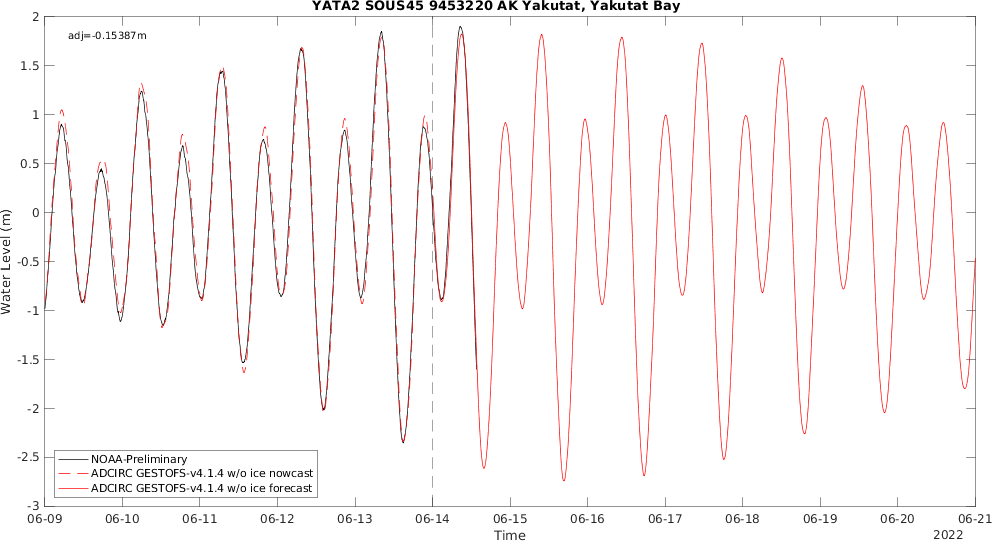 YATA2 SOUS45 9453220 AK Yakutat, Yakutat Bay
adj=-0.15387m
2
1.5
1
0.5
0
-0.5
-1
-1.5
-2
-2.5
-3
Water Level (m)
NOAA-Preliminary
ADCIRC GESTOFS-v4.1.4 w/o ice nowcast
ADCIRC GESTOFS-v4.1.4 w/o ice forecast
06-09 06-10 06-11 06-12 06-13 06-14 06-15 06-16 06-17 06-18 06-19 06-20 06-21
Time
2022